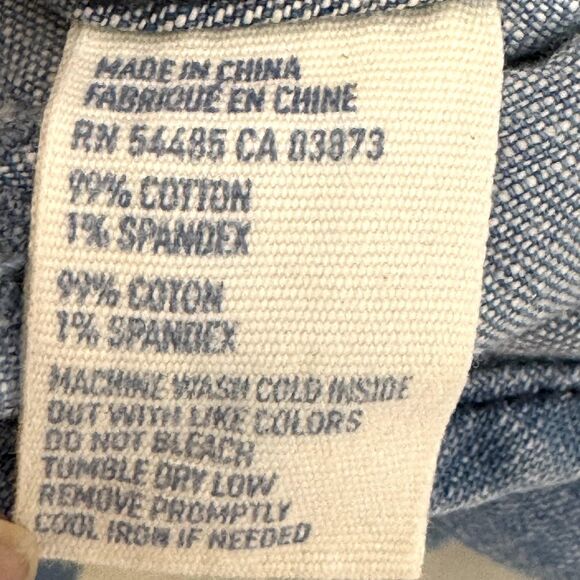 MADE IN CHINA
FABRIQUÉ EN CHINE
RN 54485 CA 03873
99% COTTON
1% SPANDEX
99% COTON
1% SPANDEX
MACHINE WASH COLD INSIDE
OUT WITH LIKE COLORS
DO NOT BLEACH
TUMBLE DRY LOW
REMOVE PROMPTLY
COOL IRON IF NEEDED